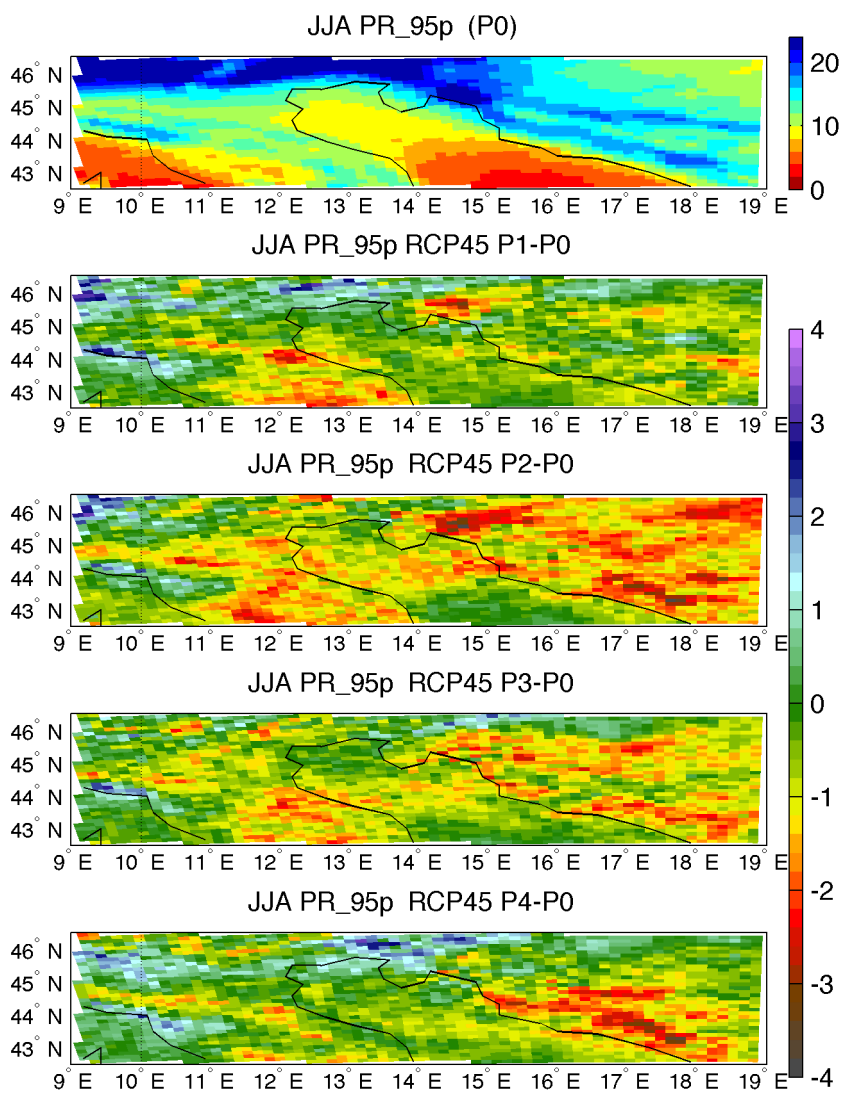 JJA PR_95p (P0)
46° N
45° N
44° N
43° N
9° E 10° E 11° E 12° E 13° E 14° E 15° E 16° E 17° E 18° E 19° E
20
10
0
JJA PR_95p RCP45 P1-P0
46° N
45° N
44° N
43° N
9° E 10° E 11° E 12° E 13° E 14° E 15° E 16° E 17° E 18° E 19° E
JJA PR_95p RCP45 P2-P0
46° N
45° N
44° N
43° N
9° E 10° E 11° E 12° E 13° E 14° E 15° E 16° E 17° E 18° E 19° E
JJA PR_95p RCP45 P3-P0
46° N
45° N
44° N
43° N
9° E 10° E 11° E 12° E 13° E 14° E 15° E 16° E 17° E 18° E 19° E
JJA PR_95p RCP45 P4-P0
46° N
45° N
44° N
43° N
9° E 10° E 11° E 12° E 13° E 14° E 15° E 16° E 17° E 18° E 19° E
4
3
2
1
0
-1
-2
-3
-4